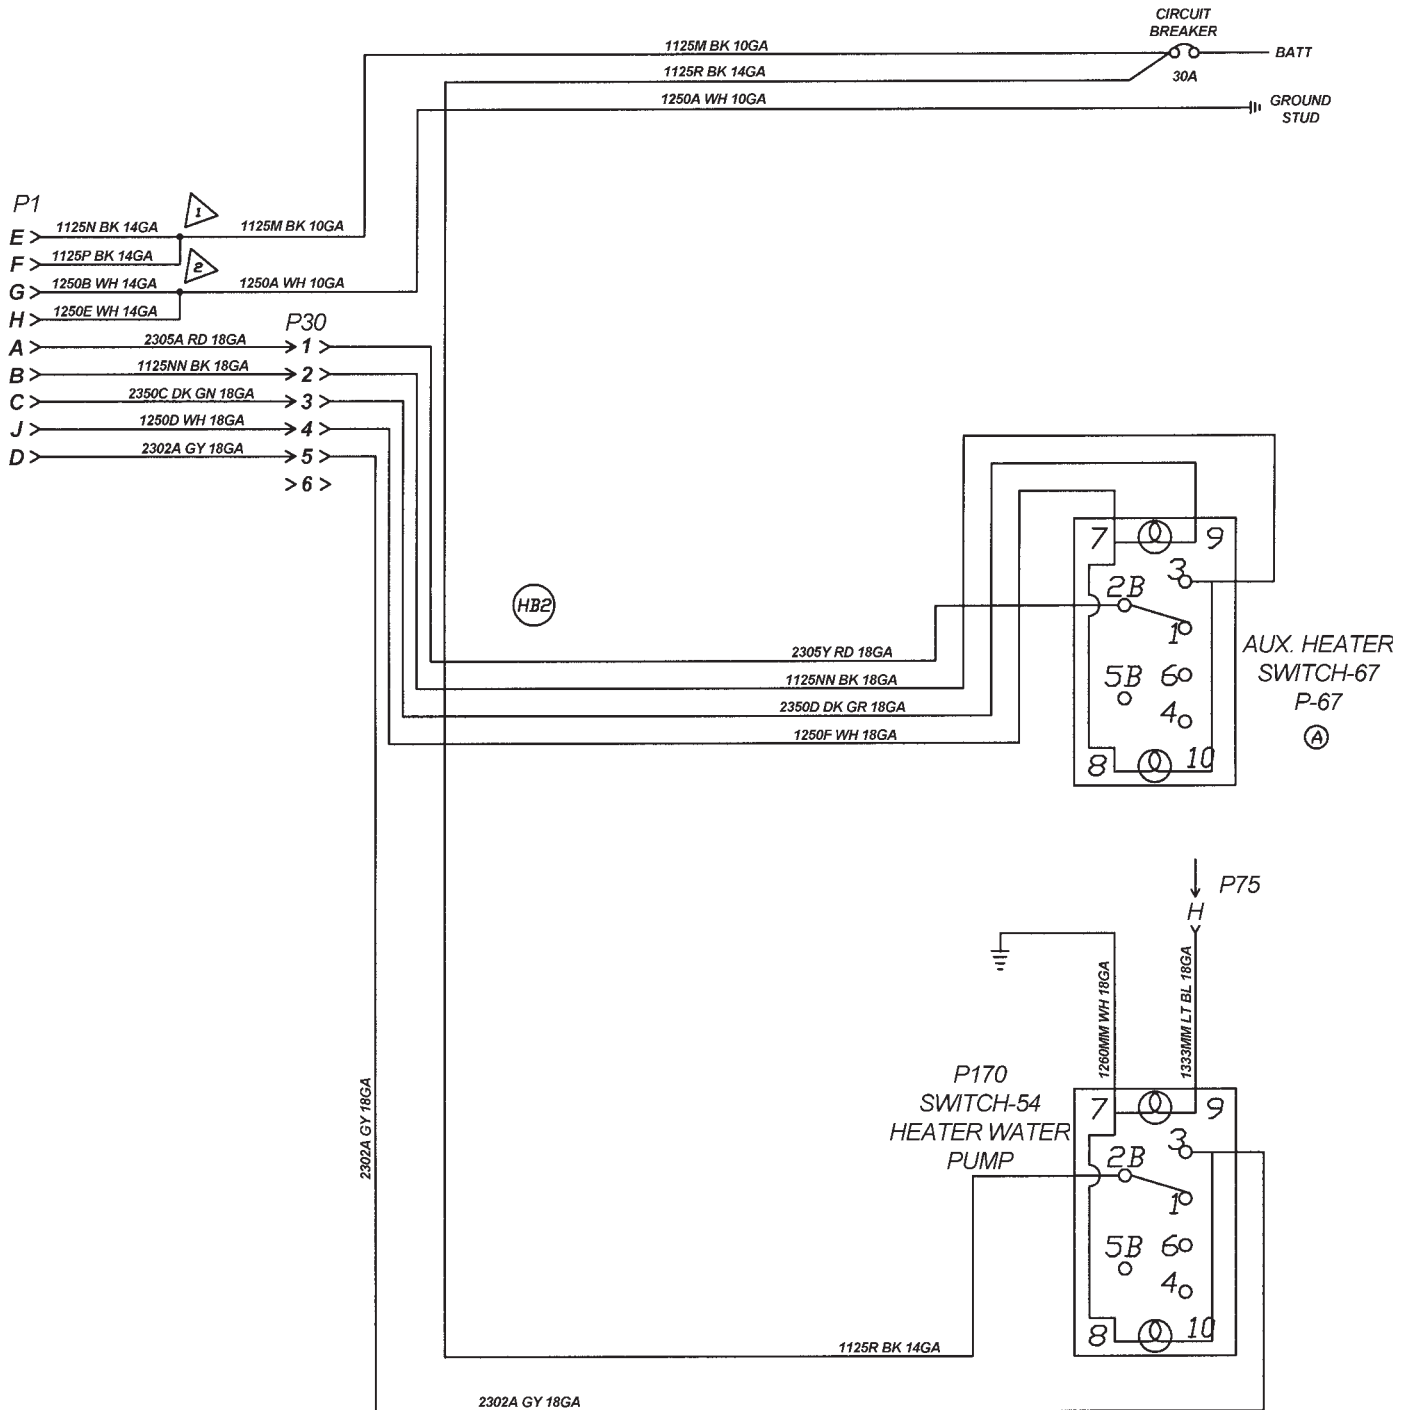 CIRCUIT
BREAKER
1125M BK 10GA
BATT
1125R BK 14GA
30A
1250A WH 10GA
GROUND
STUD
P1
1
E 1125N BK 14GA 1125M BK 10GA
F 1125P BK 14GA
2
G 1250B WH 14GA 1250A WH 10GA
H 1250E WH 14GA
P30
A 2305A RD 18GA 1
B 1125NN BK 18GA 2
C 2350C DK GN 18GA 3
J 1250D WH 18GA 4
D 2302A GY 18GA 5
6
7 9
3
2B
1
HB2
5B 6
4
8 10
AUX. HEATER
SWITCH-67
P-67
A
2305Y RD 18GA
1125NN BK 18GA
2350D DK GR 18GA
1250F WH 18GA
P75
H
1260MM WH 18GA
1333MM LT BL 18GA
P170
SWITCH-54
HEATER WATER
PUMP
7 9
3
2B
1
5B 6
4
8 10
2302A GY 18GA
1125R BK 14GA
2302A GY 18GA